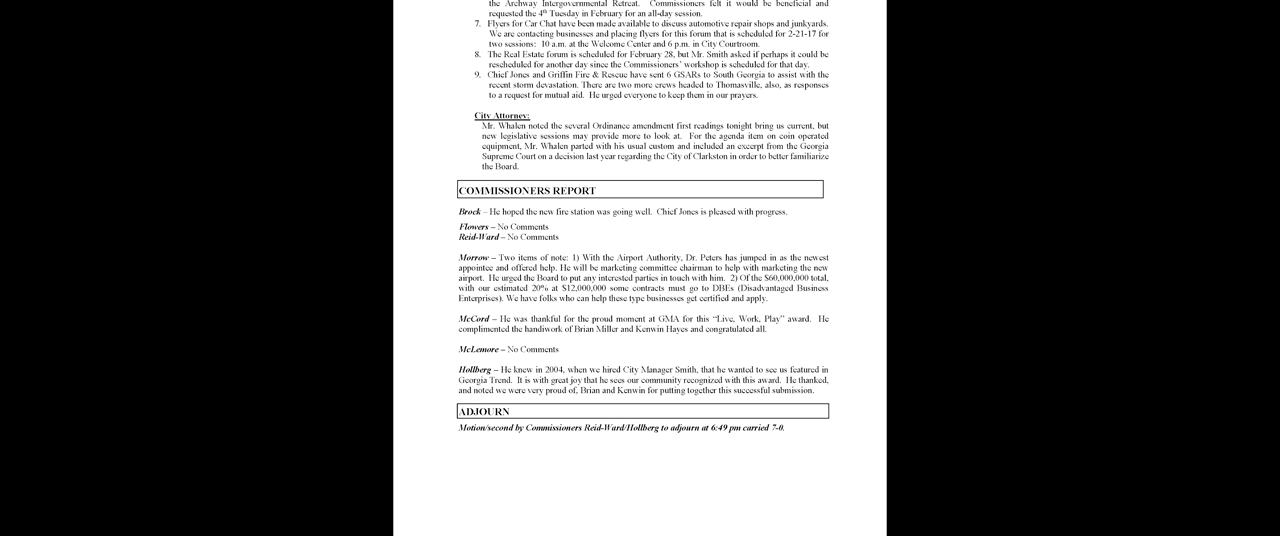 the Archway Intergovernmental Retreat. Commissioners felt it would be beneficial and
requested the 4th Tuesday in February for an all-day session.
7. Flyers for Car Chat have been made available to discuss automotive repair shops and junkyards.
We are contacting businesses and placing flyers for this forum that is scheduled for 2-21-17 for
two sessions: 10 a.m. at the Welcome Center and 6 p.m. in City Courtroom.
8. The Real Estate forum is scheduled for February 28, but Mr. Smith asked if perhaps it could be
rescheduled for another day since the Commissioners' workshop is scheduled for that day.
9. Chief Jones and Griffin Fire & Rescue have sent 6 GSARs to South Georgia to assist with the
recent storm devastation. There are two more crews headed to Thomasville, also, as responses
to a request for mutual aid. He urged everyone to keep them in our prayers.
City Attorney:
Mr. Whalen noted the several Ordinance amendment first readings tonight bring us current, but
new legislative sessions may provide more to look at. For the agenda item on coin operated
equipment, Mr. Whalen parted with his usual custom and included an excerpt from the Georgia
Supreme Court on a decision last year regarding the City of Clarkston in order to better familiarize
the Board.
COMMISSIONERS REPORT
Brock – He hoped the new fire station was going well. Chief Jones is pleased with progress.
Flowers – No Comments
Reid-Ward – No Comments
Morrow – Two items of note: 1) With the Airport Authority, Dr. Peters has jumped in as the newest
appointee and offered help. He will be marketing committee chairman to help with marketing the new
airport. He urged the Board to put any interested parties in touch with him. 2) Of the $60,000,000 total,
with our estimated 20% at $12,000,000 some contracts must go to DBEs (Disadvantaged Business
Enterprises). We have folks who can help these type businesses get certified and apply.
McCord – He was thankful for the proud moment at GMA for this “Live, Work, Play” award. He
complimented the handiwork of Brian Miller and Kenwin Hayes and congratulated all.
McLemore – No Comments
Hollberg – He knew in 2004, when we hired City Manager Smith, that he wanted to see us featured in
Georgia Trend. It is with great joy that he sees our community recognized with this award. He thanked,
and noted we were very proud of, Brian and Kenwin for putting together this successful submission.
ADJOURN
Motion/second by Commissioners Reid-Ward/Hollberg to adjourn at 6:49 pm carried 7-0.